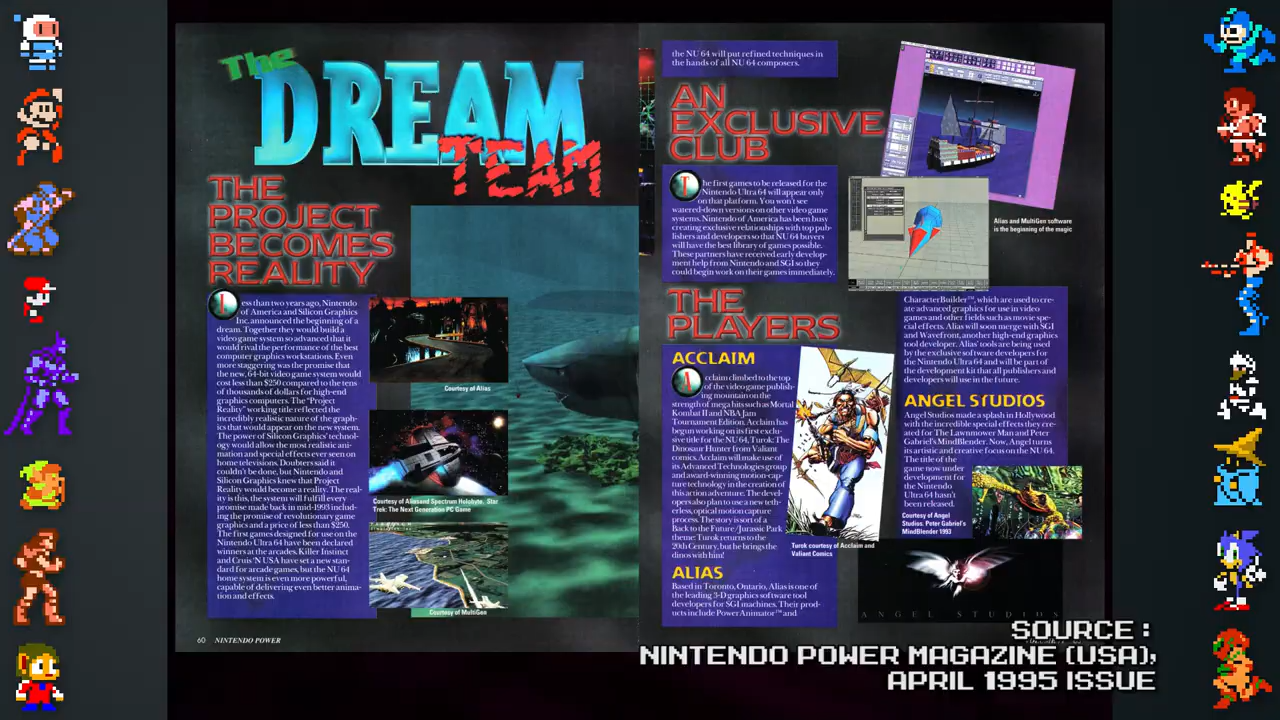 The
DREAM
TEAM
THE
PROJECT
BECOMES
REALITY
Less than two years ago, Nintendo
of America and Silicon Graphics
Inc. announced the beginning of a
dream. Together they would build a
video game system so advanced that it
would rival the performance of the best
computer graphics workstations. Even
more staggering was the promise that
the new, 64-bit video game system would
cost less than $250 compared to the tens
of thousands of dollars for high-end
graphics computers. The "Project
Reality" working title reflected the
incredibly realistic nature of the graph-
ics that would appear on the new system.
The power of Silicon Graphics' technol-
ogy would allow the most realistic ani-
mation and special effects ever seen on
home televisions. Doubters said it
couldn't be done, but Nintendo and
Silicon Graphics knew that Project
Reality would become a reality. The real-
ity is this, the system will fulfill every
promise made back in mid-1993 includ-
ing the promise of revolutionary game
graphics and a price of less than $250.
The first games designed for use on the
Nintendo Ultra 64 have been declared
winners at the arcades. Killer Instinct
and Cruis'N USA have set a new stan-
dard for arcade games, but the NU 64
home system is even more powerful,
capable of delivering even better anima-
tion and effects.
Courtesy of Alias
Courtesy of Alias and Spectrum Holobyte. Star
Trek: The Next Generation PC Game
Courtesy of MultiGen
60 NINTENDO POWER
the NU 64 will put refined techniques in
the hands of all NU 64 composers.
AN
EXCLUSIVE
CLUB
The first games to be released for the
Nintendo Ultra 64 will appear only
on that platform. You won't see
watered-down versions on other video game
systems. Nintendo of America has been busy
creating exclusive relationships with top pub-
lishers and developers so that NU 64 buyers
will have the best library of games possible.
These partners have received early develop-
ment help from Nintendo and SGI so they
could begin work on their games immediately.
Alias and MultiGen software
is the beginning of the magic
THE
PLAYERS
ACCLAIM
Acclaim climbed to the top
of the video game publish-
ing mountain on the
strength of mega hits such as Mortal
Kombat II and NBA Jam
Tournament Edition. Acclaim has
begun working on its first exclu-
sive title for the NU 64, Turok: The
Dinosaur Hunter from Valiant
comics. Acclaim will make use of
its Advanced Technologies group
and award-winning motion-cap-
ture technology in the creation of
this action adventure. The devel-
opers also plan to use a new teth-
erless, optical motion capture
process. The story is sort of a
Back to the Future/Jurassic Park
theme: Turok returns to the
20th Century, but he brings the
dinos with him!
Turok courtesy of Acclaim and
Valiant Comics
ALIAS
Based in Toronto, Ontario, Alias is one of
the leading 3-D graphics software tool
developers for SGI machines. Their prod-
ucts include PowerAnimator™ and
CharacterBuilder™, which are used to cre-
ate advanced graphics for use in video
games and other fields such as movie spe-
cial effects. Alias will soon merge with SGI
and Wavefront, another high-end graphics
tool developer. Alias' tools are being used
by the exclusive software developers for
the Nintendo Ultra 64 and will be part of
the development kit that all publishers and
developers will use in the future.
ANGEL STUDIOS
Angel Studios made a splash in Hollywood
with the incredible special effects they cre-
ated for The Lawnmower Man and Peter
Gabriel's MindBlender. Now, Angel turns
its artistic and creative focus on the NU 64.
The title of the
game now under
development for
the Nintendo
Ultra 64 hasn't
been released.
Courtesy of Angel
Studios. Peter Gabriel's
MindBlender 1993
ANGEL STUDIOS
SOURCE:
NINTENDO POWER MAGAZINE (USA),
APRIL 1995 ISSUE